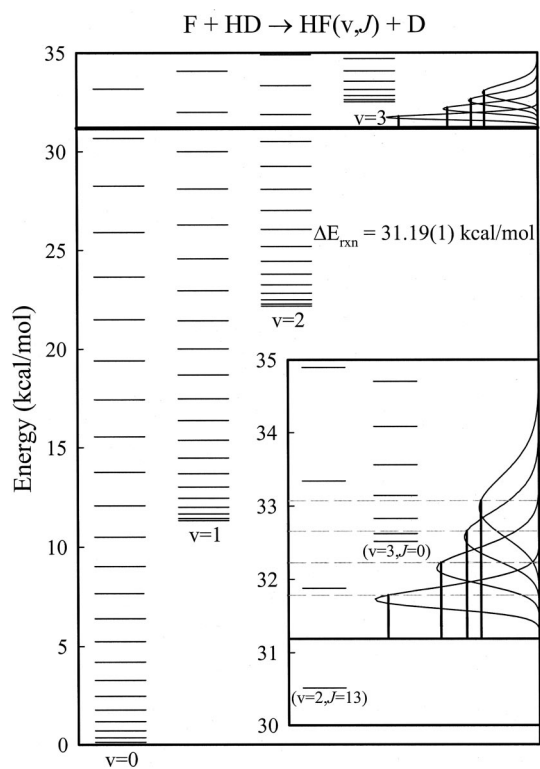 F + HD → HF(v,J) + D
35
v=3
30
ΔErxn = 31.19(1) kcal/mol
25
v=2
20
35
Energy (kcal/mol)
34
15
33
v=1
(v=3,J=0)
10
32
31
5
(v=2,J=13)
30
0
v=0